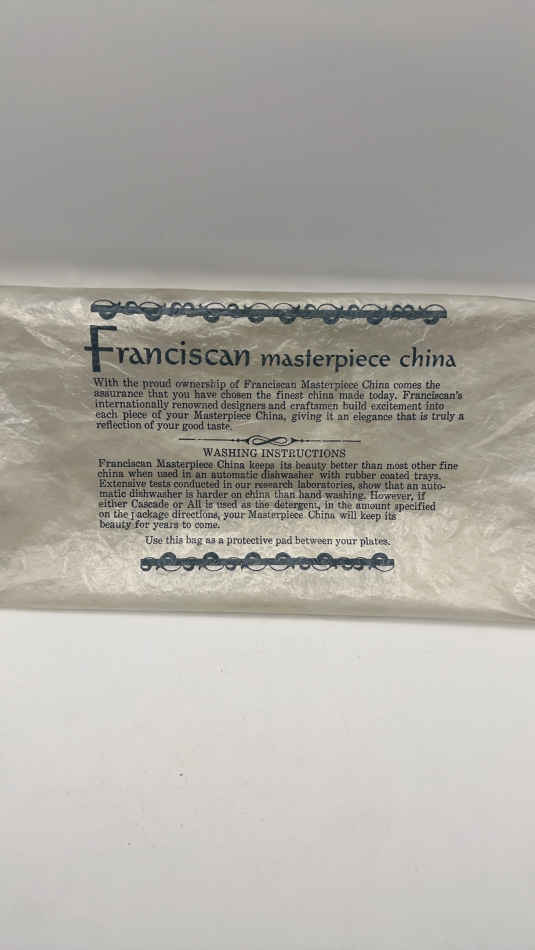 Franciscan masterpiece china
With the proud ownership of Franciscan Masterpiece China comes the
assurance that you have chosen the finest china made today. Franciscan's
internationally renowned designers and craftsmen build excitement into
each piece of your Masterpiece China, giving it an elegance that is truly a
reflection of your good taste.
WASHING INSTRUCTIONS
Franciscan Masterpiece China keeps its beauty better than most other fine
china when used in an automatic dishwasher with rubber coated trays.
Extensive tests conducted in our research laboratories, show that an auto-
matic dishwasher is harder on china than hand washing. However, if
either Cascade or All is used as the detergent, in the amount specified
on the package directions, your Masterpiece China will keep its
beauty for years to come.
Use this bag as a protective pad between your plates.